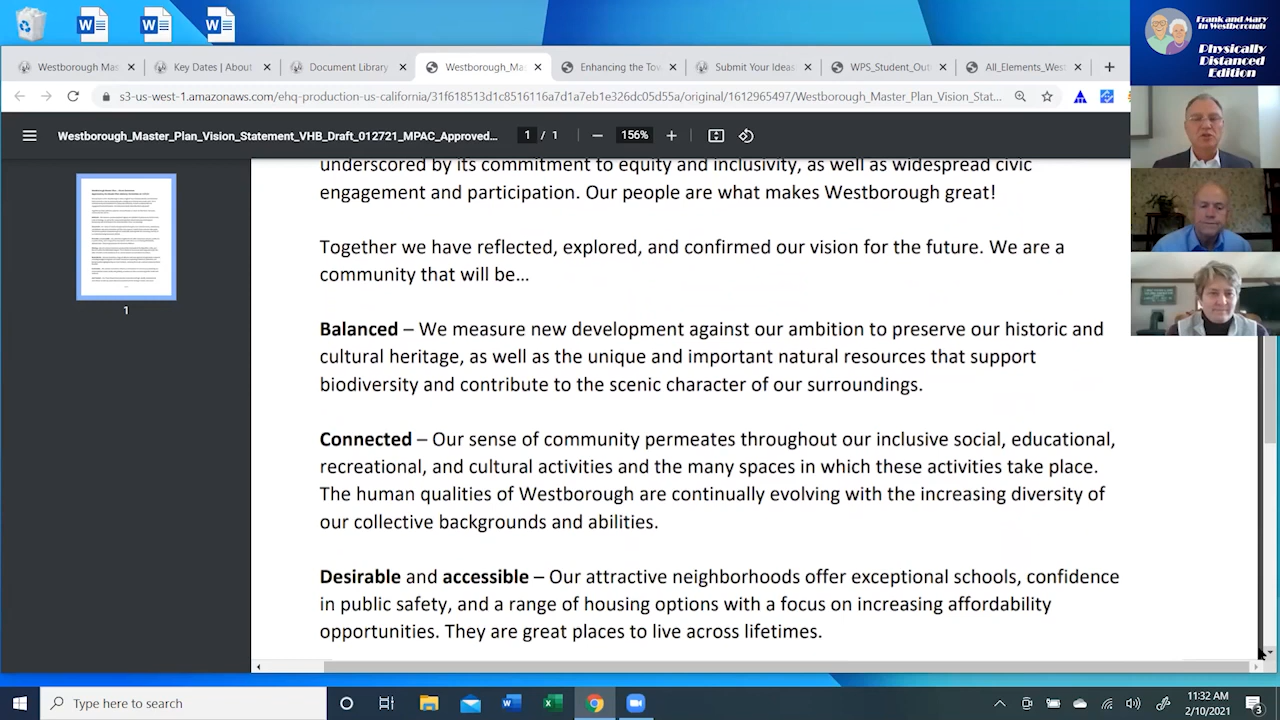 Frank and Mary
In Westborough
Physically
Distanced
Edition
Westborough Mas
Key Dates | About
Document Library
Westborough_Ma
Enhancing the Tow
Submit Your Ideas
WPS_Student_Out
All_Elements_West
s3-us-west-1.amazonaws.com/ehq-production-us-california/31f618513d1c8516116a7d1a7eb1e326dc05d55a/original/1612965497/Westborough_Master_Plan_Vision_Stat...
Westborough_Master_Plan_Vision_Statement_VHB_Draft_012721_MPAC_Approved...
1 / 1
156%
1
underscored by its commitment to equity and inclusivity, as well as widespread civic
engagement and participation. Our people are what makes Westborough great!
Together we have reflected, explored, and confirmed our vision for the future. We are a
community that will be...
Balanced – We measure new development against our ambition to preserve our historic and
cultural heritage, as well as the unique and important natural resources that support
biodiversity and contribute to the scenic character of our surroundings.
Connected – Our sense of community permeates throughout our inclusive social, educational,
recreational, and cultural activities and the many spaces in which these activities take place.
The human qualities of Westborough are continually evolving with the increasing diversity of
our collective backgrounds and abilities.
Desirable and accessible – Our attractive neighborhoods offer exceptional schools, confidence
in public safety, and a range of housing options with a focus on increasing affordability
opportunities. They are great places to live across lifetimes.
Type here to search
11:32 AM
2/10/2021
3